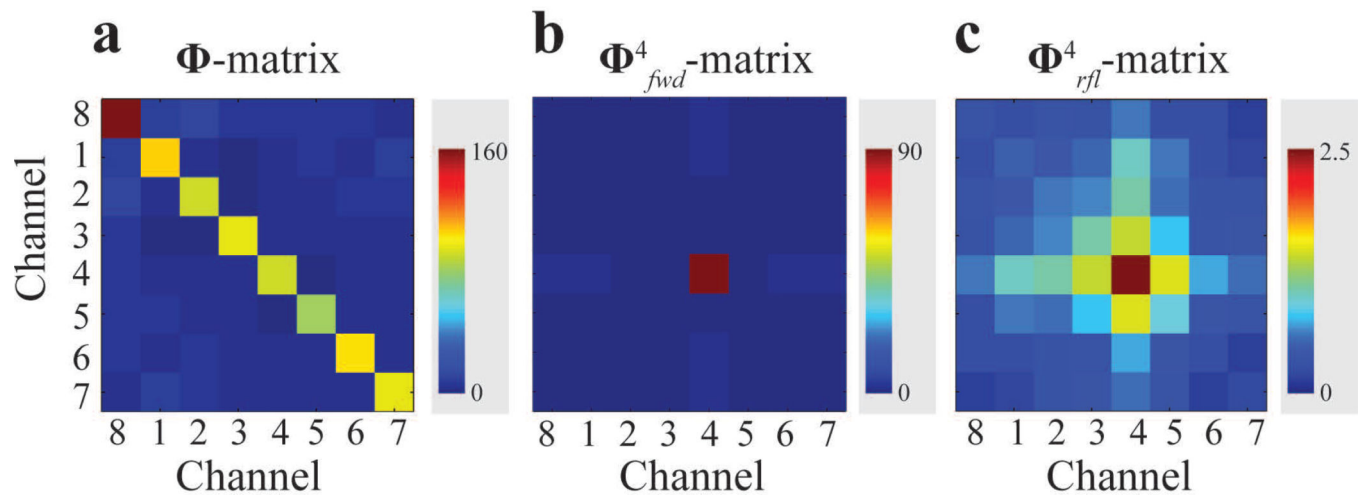 a
Φ-matrix
Channel
8
1
2
3
4
5
6
7
8 1 2 3 4 5 6 7
Channel
160
0
b
Φ⁴fwd-matrix
8 1 2 3 4 5 6 7
Channel
90
0
c
Φ⁴rfl-matrix
8 1 2 3 4 5 6 7
Channel
2.5
0